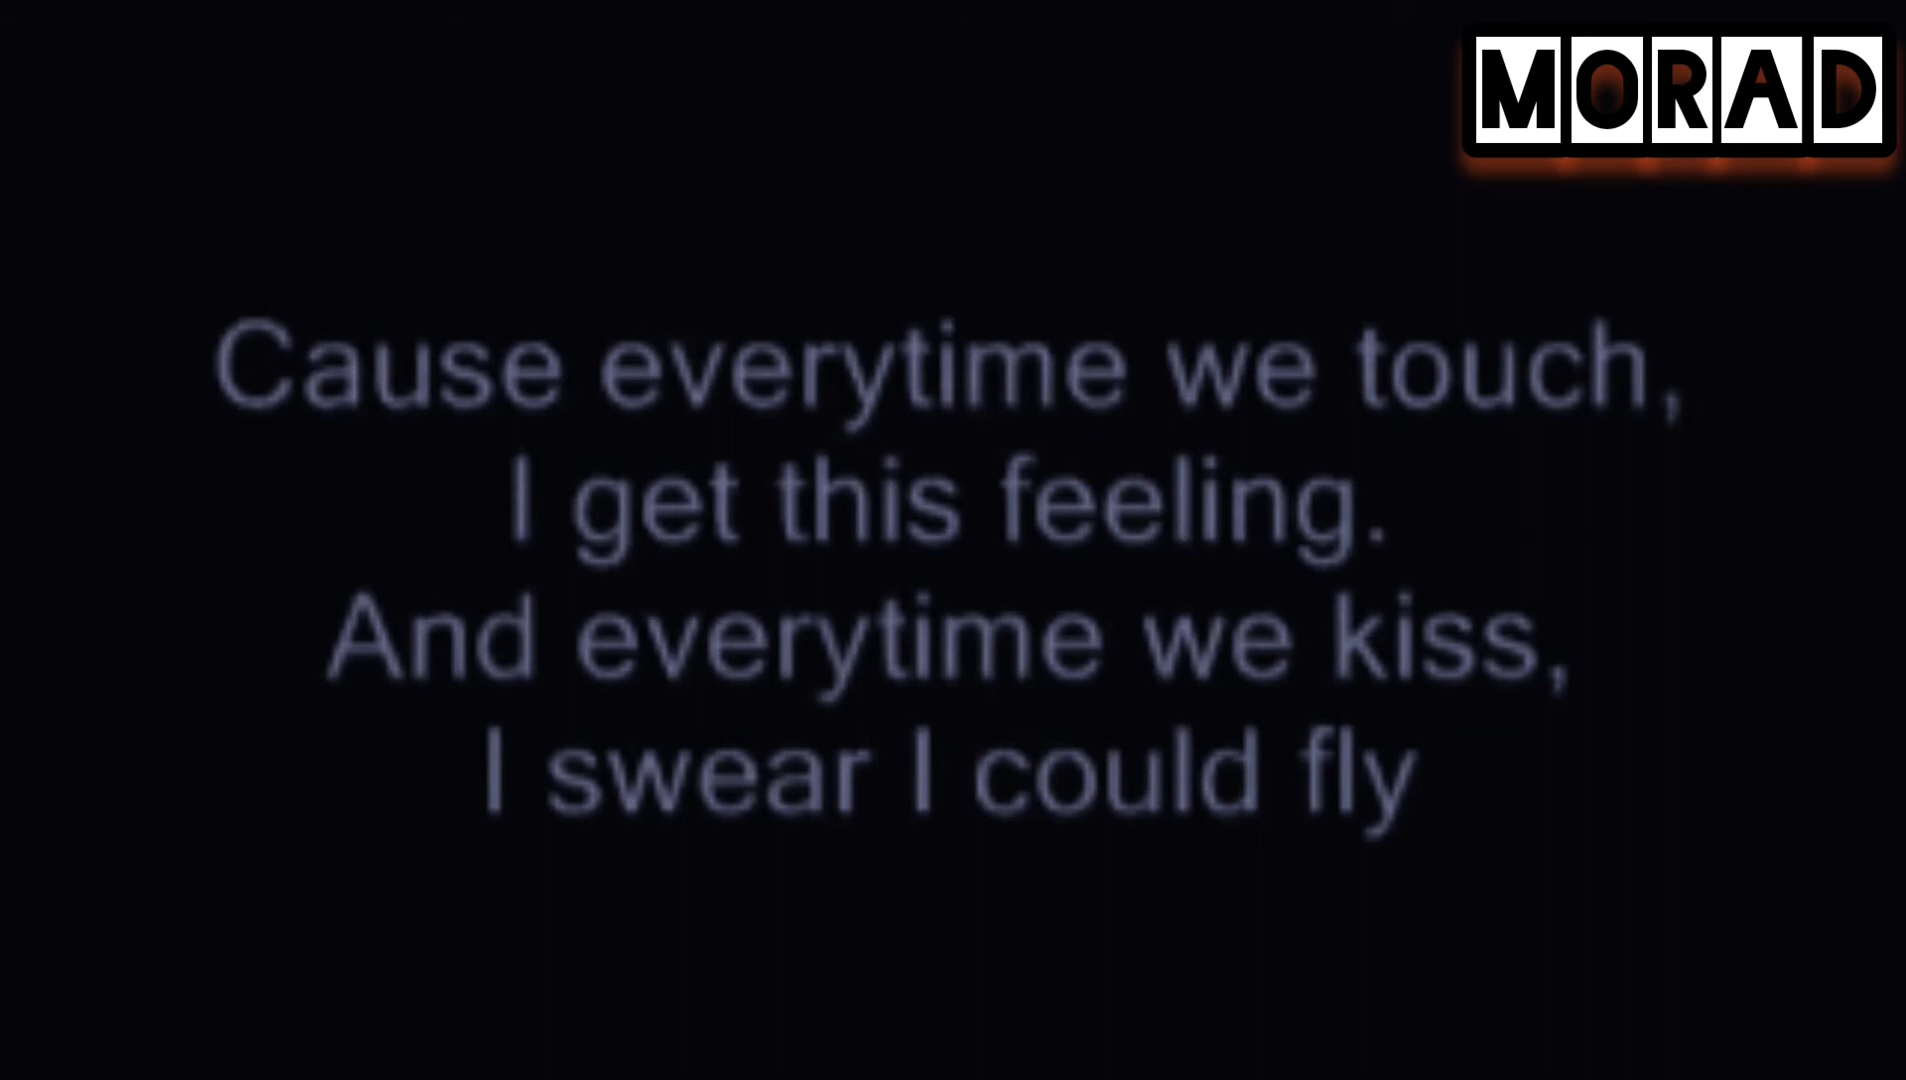 MORAD
Cause everytime we touch,
I get this feeling.
And everytime we kiss,
I swear I could fly